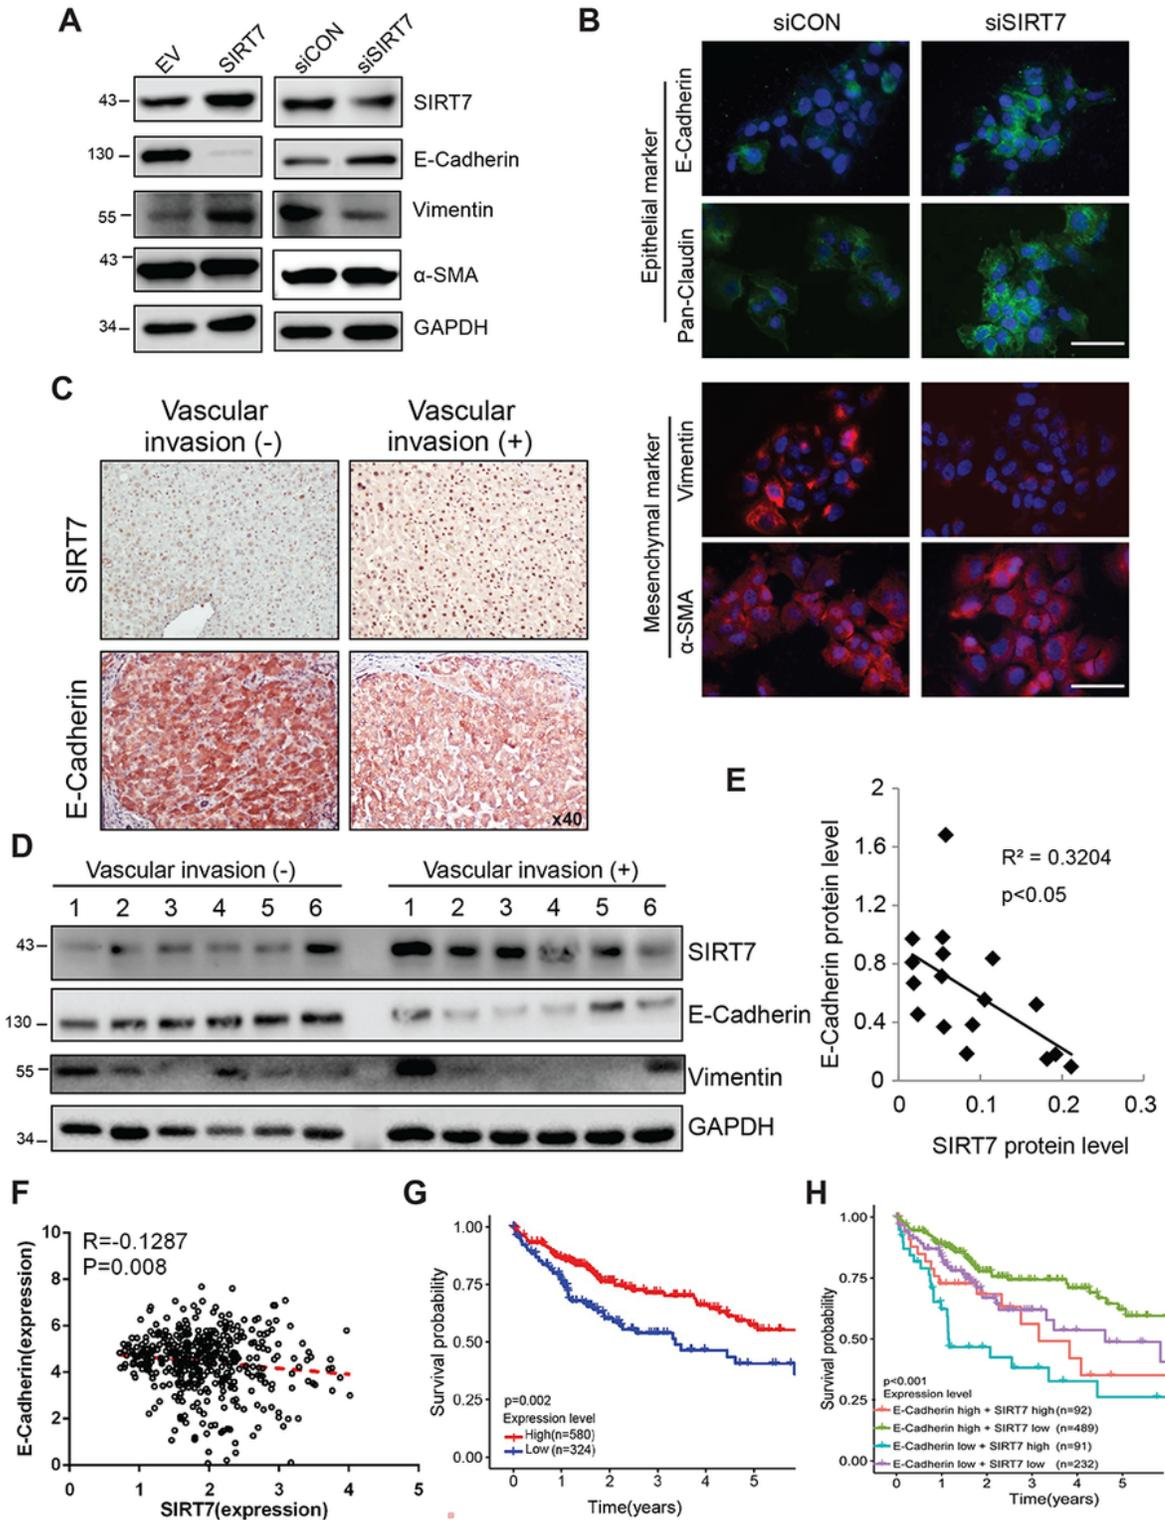 A
EV
SIRT7
siCON
siSIRT7
43
SIRT7
130
E-Cadherin
55
Vimentin
43
α-SMA
34
GAPDH
B
siCON
siSIRT7
Epithelial marker
E-Cadherin
Pan-Claudin
Mesenchymal marker
Vimentin
α-SMA
C
Vascular
invasion (-)
Vascular
invasion (+)
SIRT7
E-Cadherin
x40
D
Vascular invasion (-)
Vascular invasion (+)
1 2 3 4 5 6
1 2 3 4 5 6
43
SIRT7
130
E-Cadherin
55
Vimentin
34
GAPDH
E
2
1.6
1.2
0.8
0.4
0
R² = 0.3204
p<0.05
E-Cadherin protein level
0 0.1 0.2 0.3
SIRT7 protein level
F
R=-0.1287
P=0.008
10
8
6
4
2
0
E-Cadherin(expression)
0 1 2 3 4 5
SIRT7(expression)
G
1.00
0.75
0.50
0.25
0.00
Survival probability
p=0.002
Expression level
High(n=580)
Low (n=324)
0 1 2 3 4 5
Time(years)
H
1.00
0.75
0.50
0.25
0.00
Survival probability
p<0.001
Expression level
E-Cadherin high + SIRT7 high (n=92)
E-Cadherin high + SIRT7 low (n=489)
E-Cadherin low + SIRT7 high (n=91)
E-Cadherin low + SIRT7 low (n=232)
0 1 2 3 4 5
Time(years)